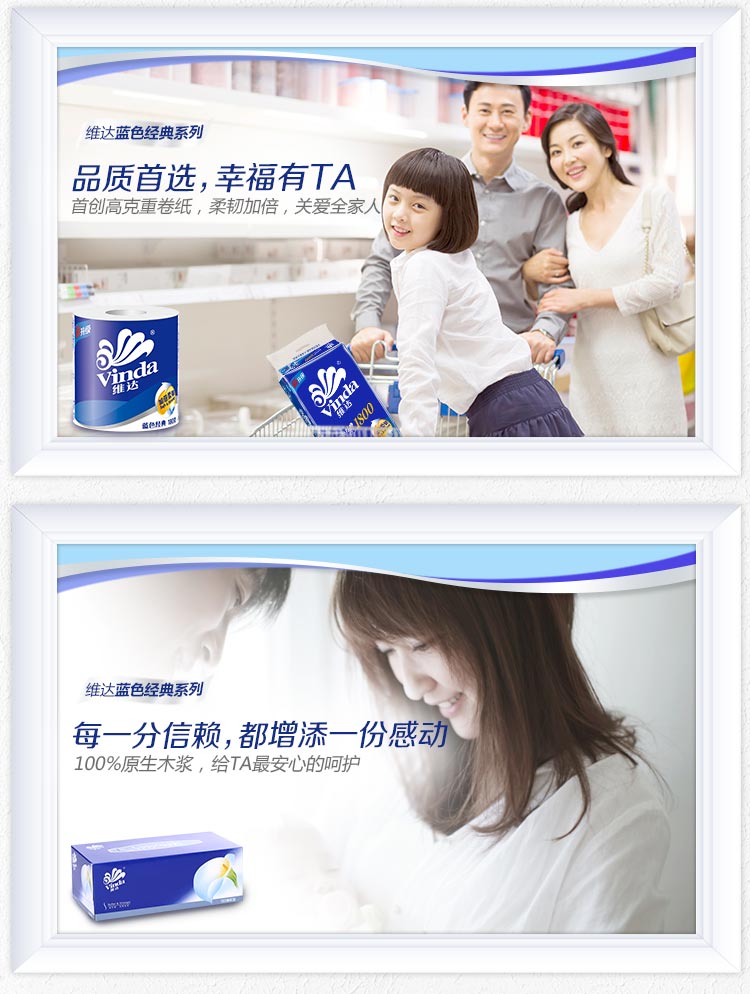 维达蓝色经典系列
品质首选，幸福有TA
首创高克重卷纸，柔韧加倍，关爱全家人
Vinda
维达
蓝色经典
Vinda
维达
1800
维达蓝色经典系列
每一分信赖，都增添一份感动
100%原生木浆，给TA最安心的呵护
Vinda
维达